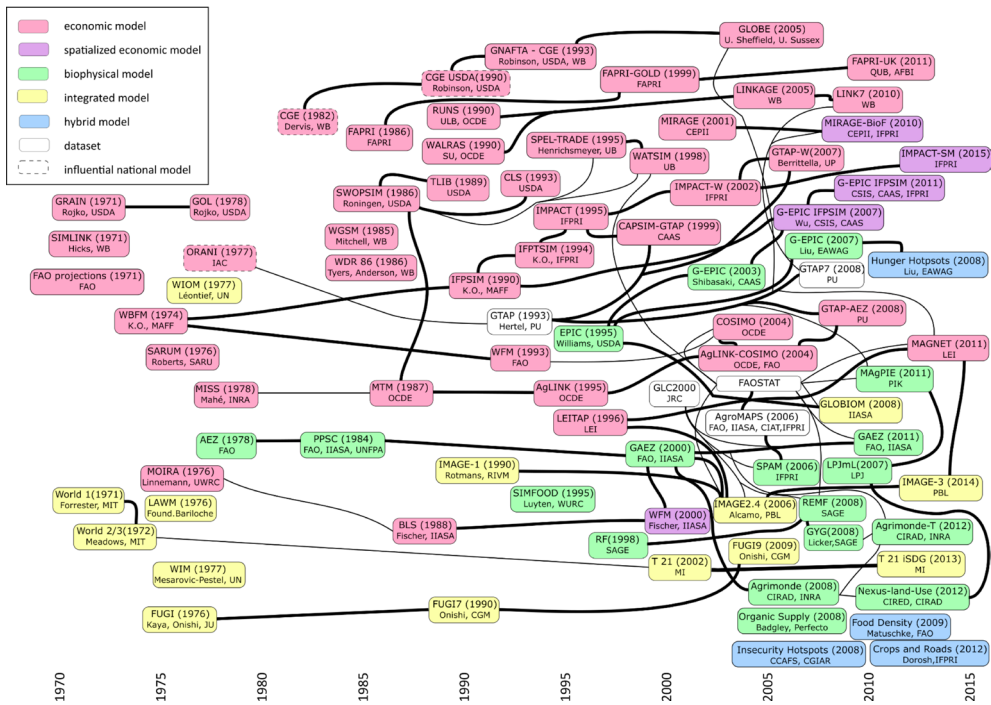 economic model
spatialized economic model
biophysical model
integrated model
hybrid model
dataset
influential national model
GLOBE (2005)
U. Sheffield, U. Sussex
GNAFTA - CGE (1993)
Robinson, USDA, WB
CGE USDA(1990)
Robinson, USDA
FAPRI-GOLD (1999)
FAPRI
FAPRI-UK (2011)
QUB, AFBI
CGE (1982)
Dervis, WB
FAPRI (1986)
FAPRI
RUNS (1990)
ULB, OCDE
LINKAGE (2005)
WB
LINK7 (2010)
WB
WALRAS (1990)
SU, OCDE
SPEL-TRADE (1995)
Henrichsmeyer, UB
MIRAGE (2001)
CEPII
MIRAGE-BioF (2010)
CEPII, IFPRI
WATSIM (1998)
UB
GTAP-W(2007)
Berrittella, UP
IMPACT-SM (2015)
IFPRI
TLIB (1989)
USDA
CLS (1993)
USDA
SWOPSIM (1986)
Roningen, USDA
IMPACT-W (2002)
IFPRI
G-EPIC IFPSIM (2011)
CSIS, CAAS, IFPRI
GRAIN (1971)
Rojko, USDA
GOL (1978)
Rojko, USDA
IMPACT (1995)
IFPRI
G-EPIC IFPSIM (2007)
Wu, CSIS, CAAS
WGSM (1985)
Mitchell, WB
CAPSIM-GTAP (1999)
CAAS
SIMLINK (1971)
Hicks, WB
ORANI (1977)
IAC
IFPTSIM (1994)
K.O., IFPRI
G-EPIC (2007)
Liu, EAWAG
Hunger Hotpsots (2008)
Liu, EAWAG
WDR 86 (1986)
Tyers, Anderson, WB
FAO projections (1971)
FAO
WIOM (1977)
Léontief, UN
IFPSIM (1990)
K.O., MAFF
G-EPIC (2003)
Shibasaki, CAAS
GTAP7 (2008)
PU
WBFM (1974)
K.O., MAFF
GTAP (1993)
Hertel, PU
EPIC (1995)
Williams, USDA
COSIMO (2004)
OCDE
GTAP-AEZ (2008)
PU
SARUM (1976)
Roberts, SARU
WFM (1993)
FAO
AgLINK-COSIMO (2004)
OCDE, FAO
MAGNET (2011)
LEI
MISS (1978)
Mahé, INRA
MTM (1987)
OCDE
AgLINK (1995)
OCDE
GLC2000
JRC
FAOSTAT
MAgPIE (2011)
PIK
LEITAP (1996)
LEI
AgroMAPS (2006)
FAO, IIASA, CIAT,IFPRI
GLOBIOM (2008)
IIASA
AEZ (1978)
FAO
PPSC (1984)
FAO, IIASA, UNFPA
GAEZ (2000)
FAO, IIASA
GAEZ (2011)
FAO, IIASA
MOIRA (1976)
Linnemann, UWRC
IMAGE-1 (1990)
Rotmans, RIVM
SPAM (2006)
IFPRI
LPJmL(2007)
LPJ
IMAGE-3 (2014)
PBL
World 1(1971)
Forrester, MIT
LAWM (1976)
Found.Bariloche
SIMFOOD (1995)
Luyten, WURC
IMAGE2.4 (2006)
Alcamo, PBL
REMF (2008)
SAGE
World 2/3(1972)
Meadows, MIT
BLS (1988)
Fischer, IIASA
WFM (2000)
Fischer, IIASA
GYG(2008)
Licker,SAGE
Agrimonde-T (2012)
CIRAD, INRA
RF(1998)
SAGE
FUGI9 (2009)
Onishi, CGM
WIM (1977)
Mesarovic-Pestel, UN
T 21 (2002)
MI
T 21 iSDG (2013)
MI
Agrimonde (2008)
CIRAD, INRA
Nexus-land-Use (2012)
CIRED, CIRAD
FUGI (1976)
Kaya, Onishi, JU
FUGI7 (1990)
Onishi, CGM
Organic Supply (2008)
Badgley, Perfecto
Food Density (2009)
Matuschke, FAO
Insecurity Hotspots (2008)
CCAFS, CGIAR
Crops and Roads (2012)
Dorosh,IFPRI
1970
1975
1980
1985
1990
1995
2000
2005
2010
2015